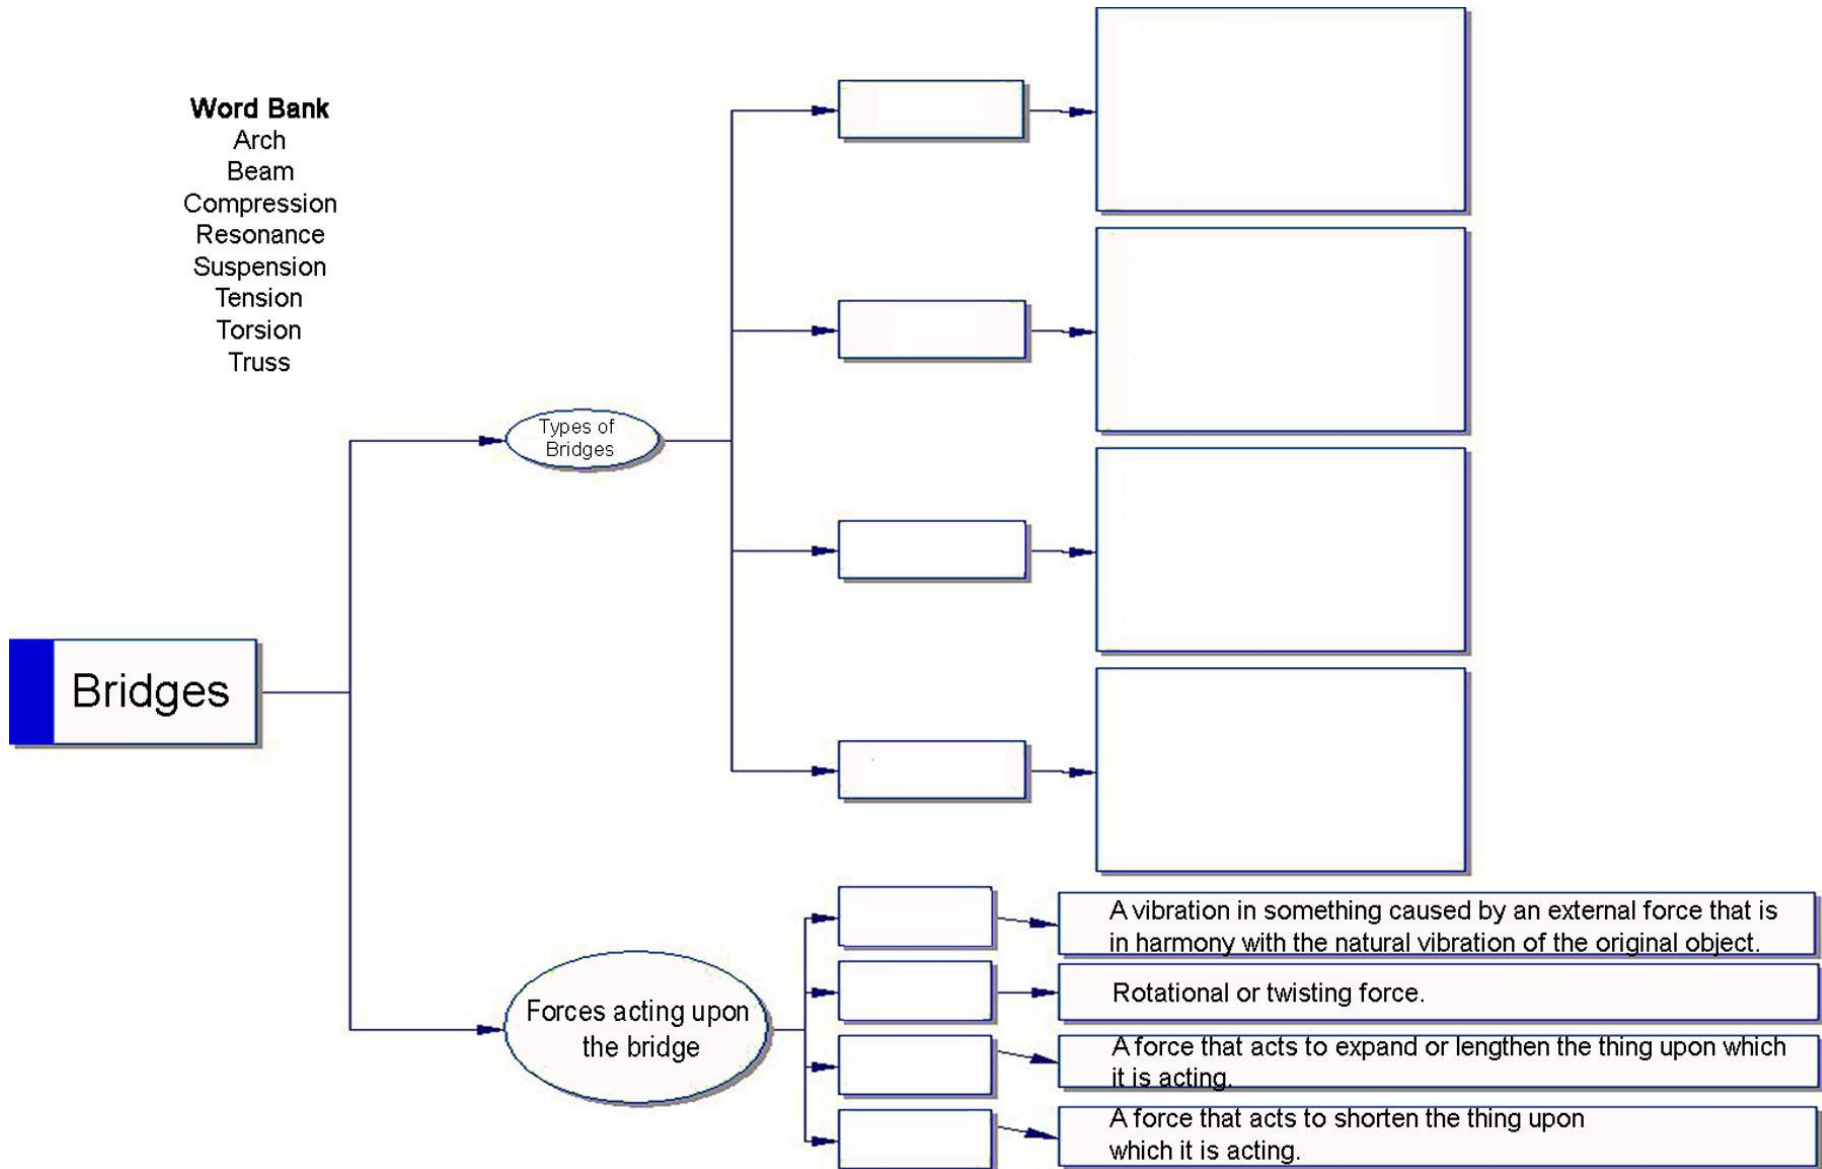 Word Bank
Arch
Beam
Compression
Resonance
Suspension
Tension
Torsion
Truss
Types of
Bridges
Bridges
Forces acting upon
the bridge
A vibration in something caused by an external force that is
in harmony with the natural vibration of the original object.
Rotational or twisting force.
A force that acts to expand or lengthen the thing upon which
it is acting.
A force that acts to shorten the thing upon
which it is acting.